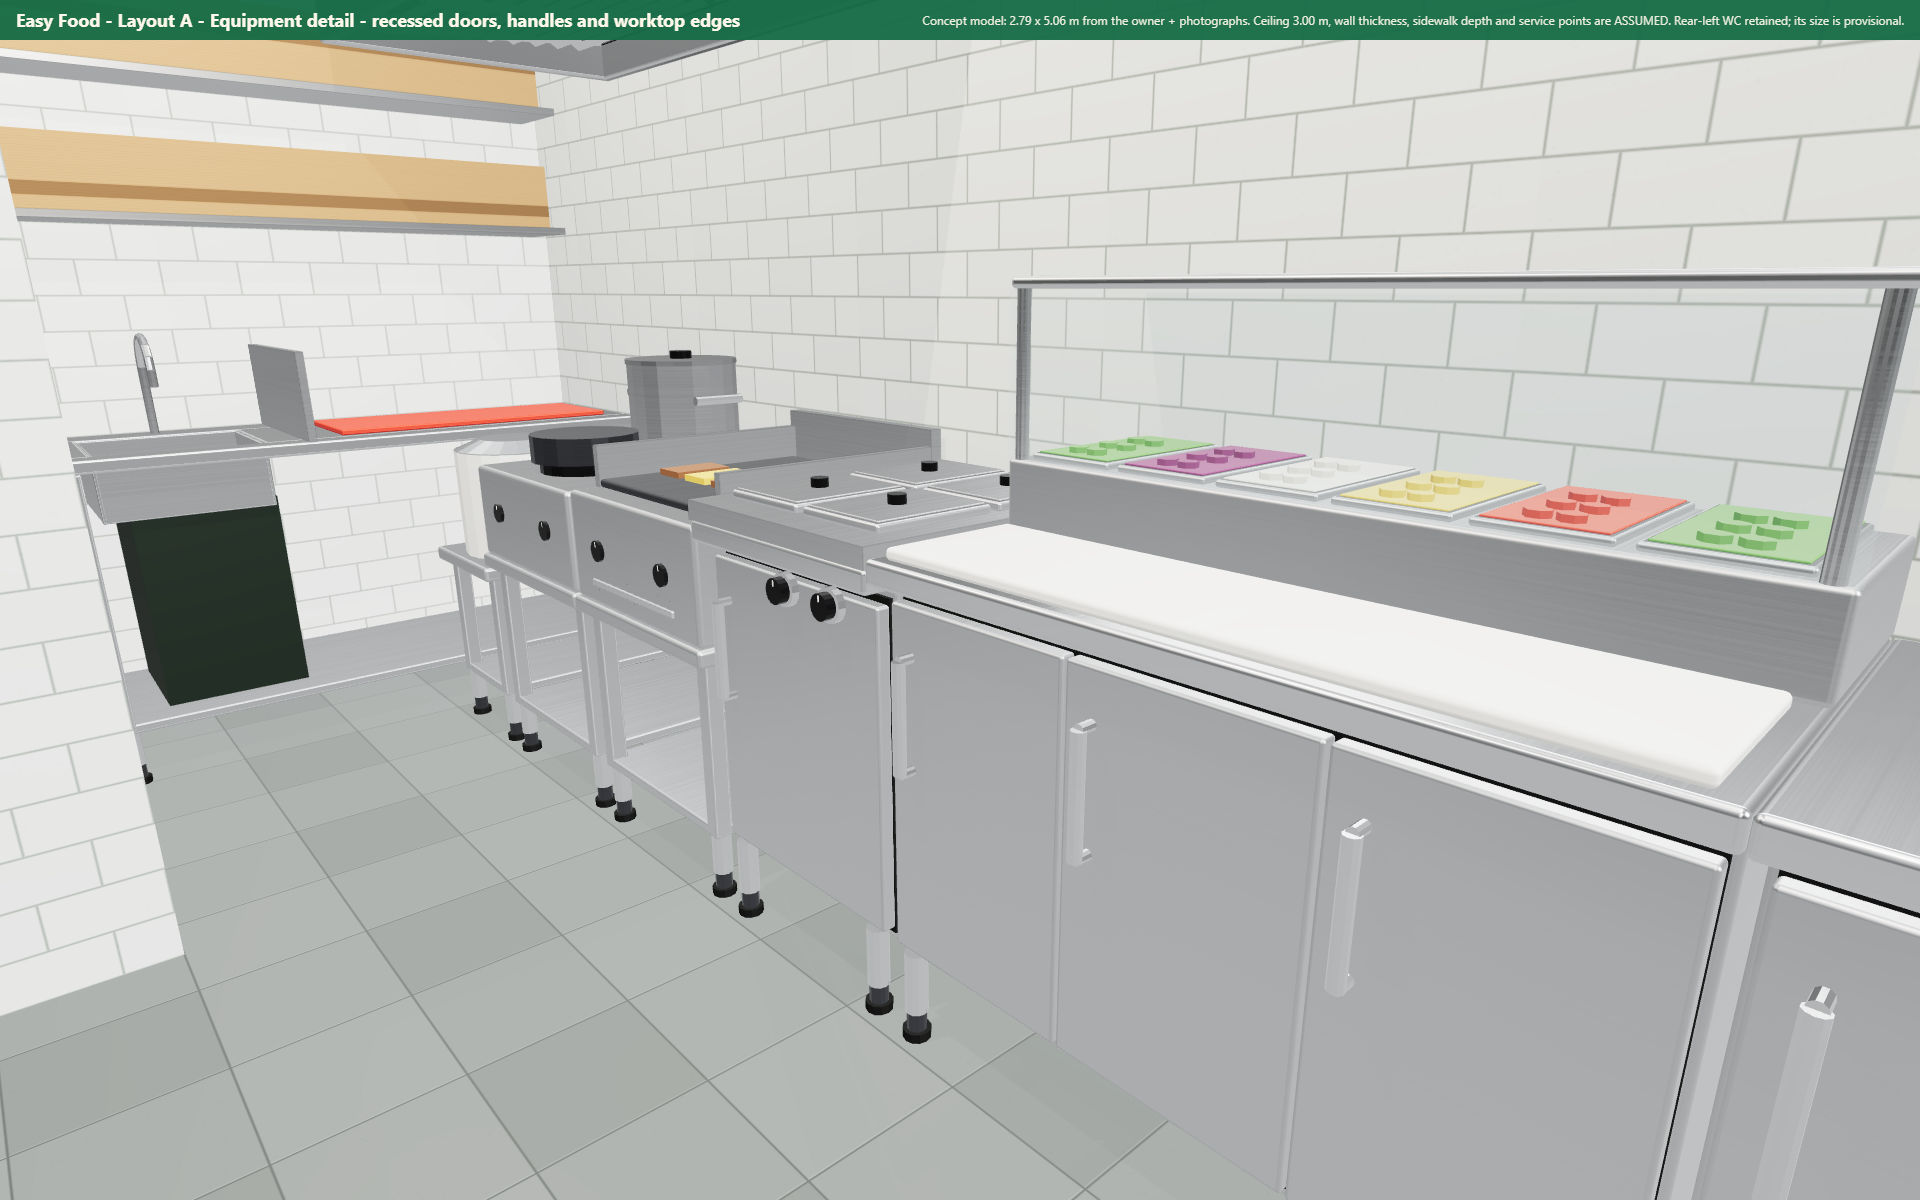 Easy Food - Layout A - Equipment detail - recessed doors, handles and worktop edges
Concept model: 2.79 x 5.06 m from the owner + photographs. Ceiling 3.00 m, wall thickness, sidewalk depth and service points are ASSUMED. Rear-left WC retained; its size is provisional.